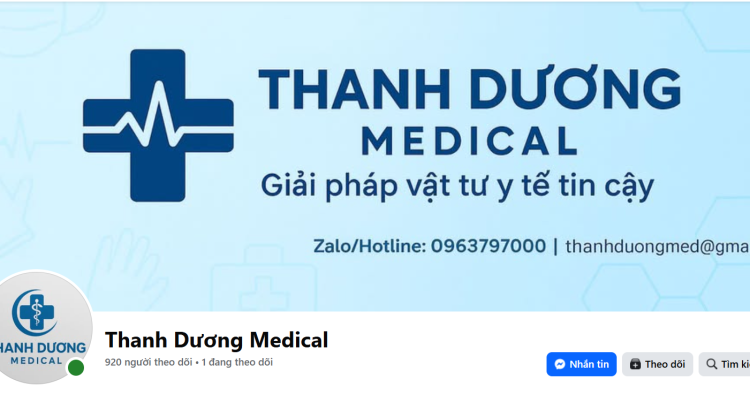 THANH DƯƠNG
MEDICAL
Giải pháp vật tư y tế tin cậy
Zalo/Hotline: 0963797000 | thanhduongmed@gma
HANH DƯƠNG
MEDICAL
Thanh Dương Medical
920 người theo dõi • 1 đang theo dõi
Nhắn tin
Theo dõi
Tìm ki